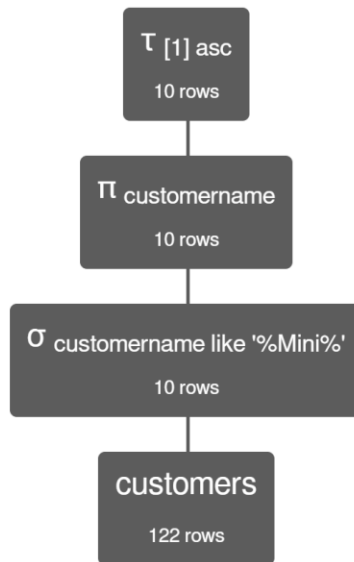 τ [1] asc
10 rows
π customername
10 rows
σ customername like '%Mini%'
10 rows
customers
122 rows